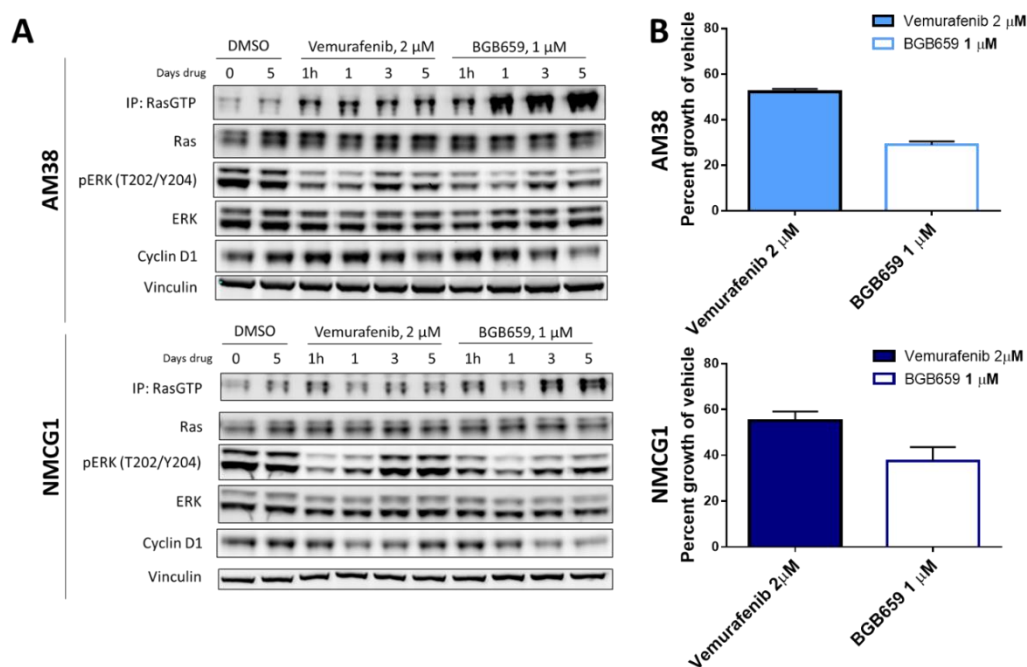 A
AM38
DMSO
Vemurafenib, 2 μM
BGB659, 1 μM
Days drug 0 5 1h 1 3 5 1h 1 3 5
IP: RasGTP
Ras
pERK (T202/Y204)
ERK
Cyclin D1
Vinculin
NMCG1
DMSO
Vemurafenib, 2 μM
BGB659, 1 μM
Days drug 0 5 1h 1 3 5 1h 1 3 5
IP: RasGTP
Ras
pERK (T202/Y204)
ERK
Cyclin D1
Vinculin
B
Vemurafenib 2 μM
BGB659 1 μM
AM38
Percent growth of vehicle
80
60
40
20
0
Vemurafenib 2 μM
BGB659 1 μM
Vemurafenib 2μM
BGB659 1 μM
NMCG1
Percent growth of vehicle
80
60
40
20
0
Vemurafenib 2μM
BGB659 1 μM